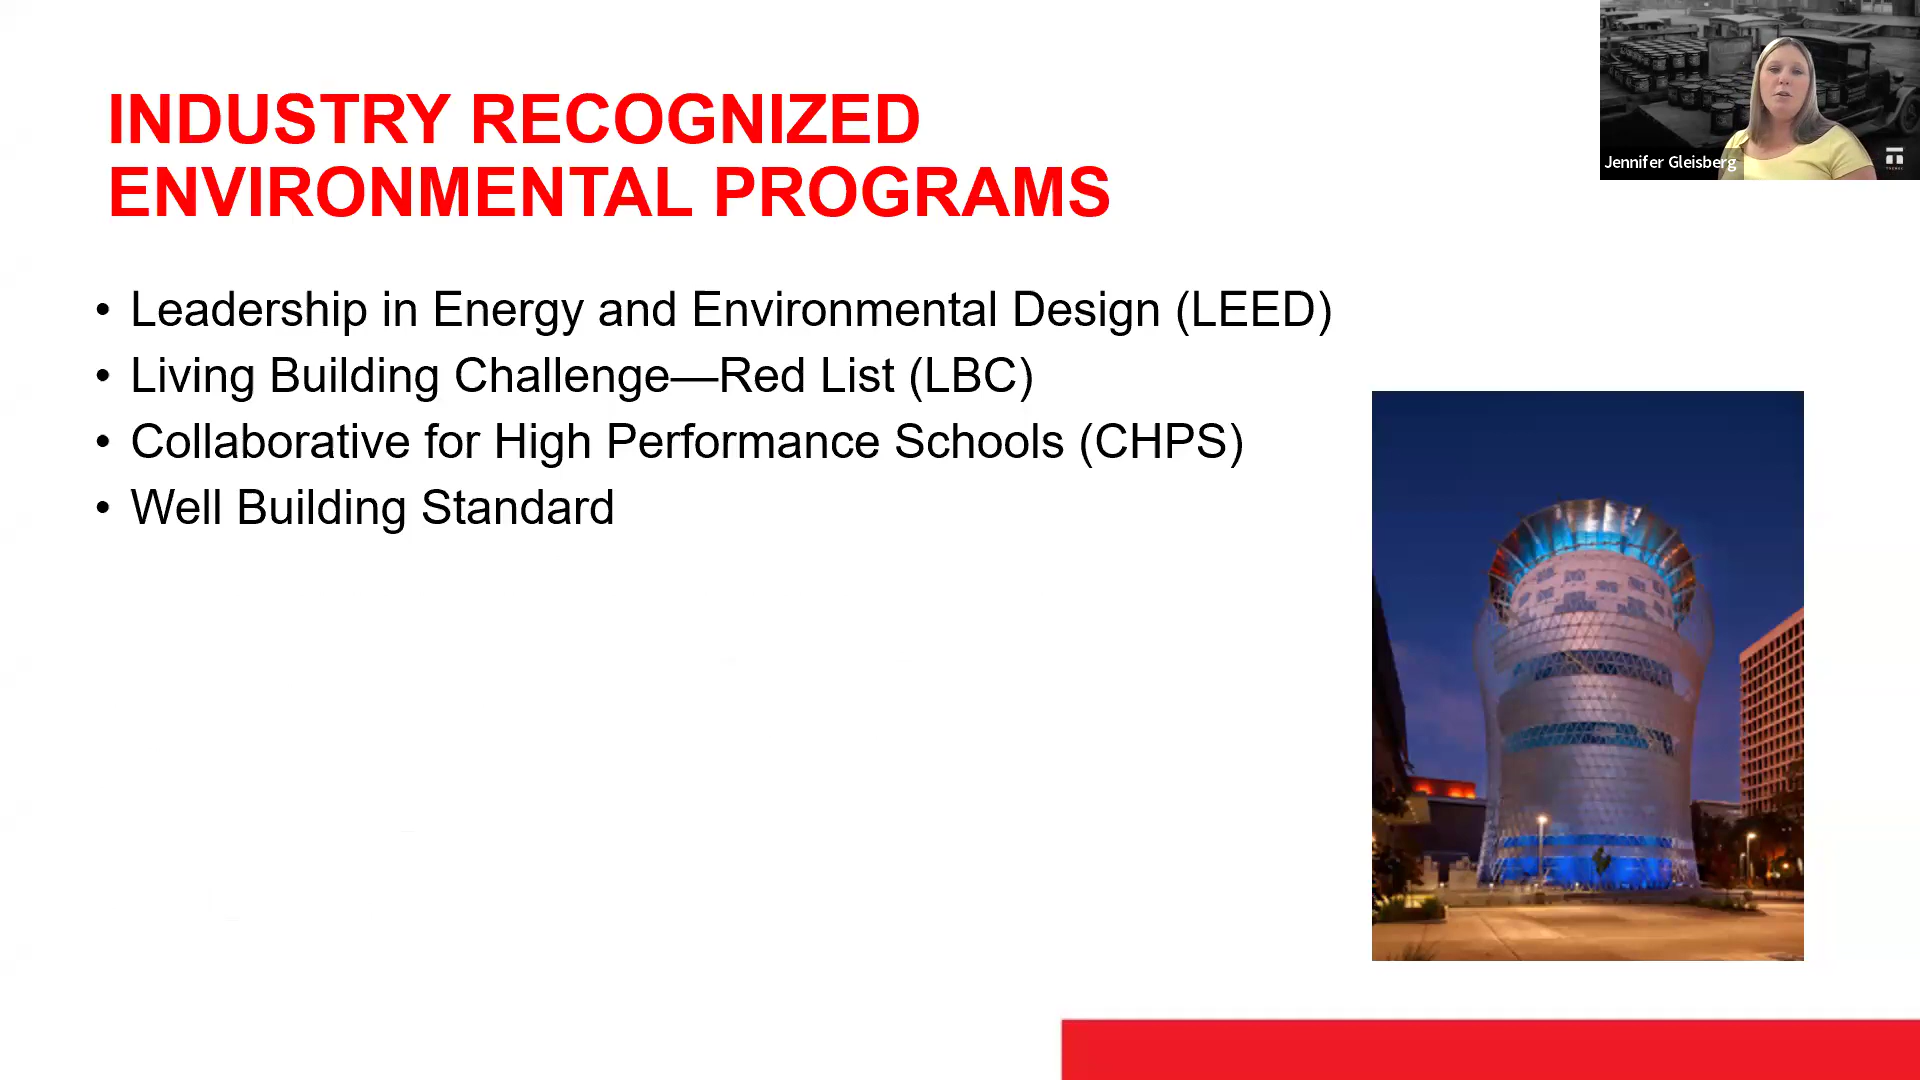 INDUSTRY RECOGNIZED
ENVIRONMENTAL PROGRAMS
• Leadership in Energy and Environmental Design (LEED)
• Living Building Challenge—Red List (LBC)
• Collaborative for High Performance Schools (CHPS)
• Well Building Standard
Jennifer Gleisberg